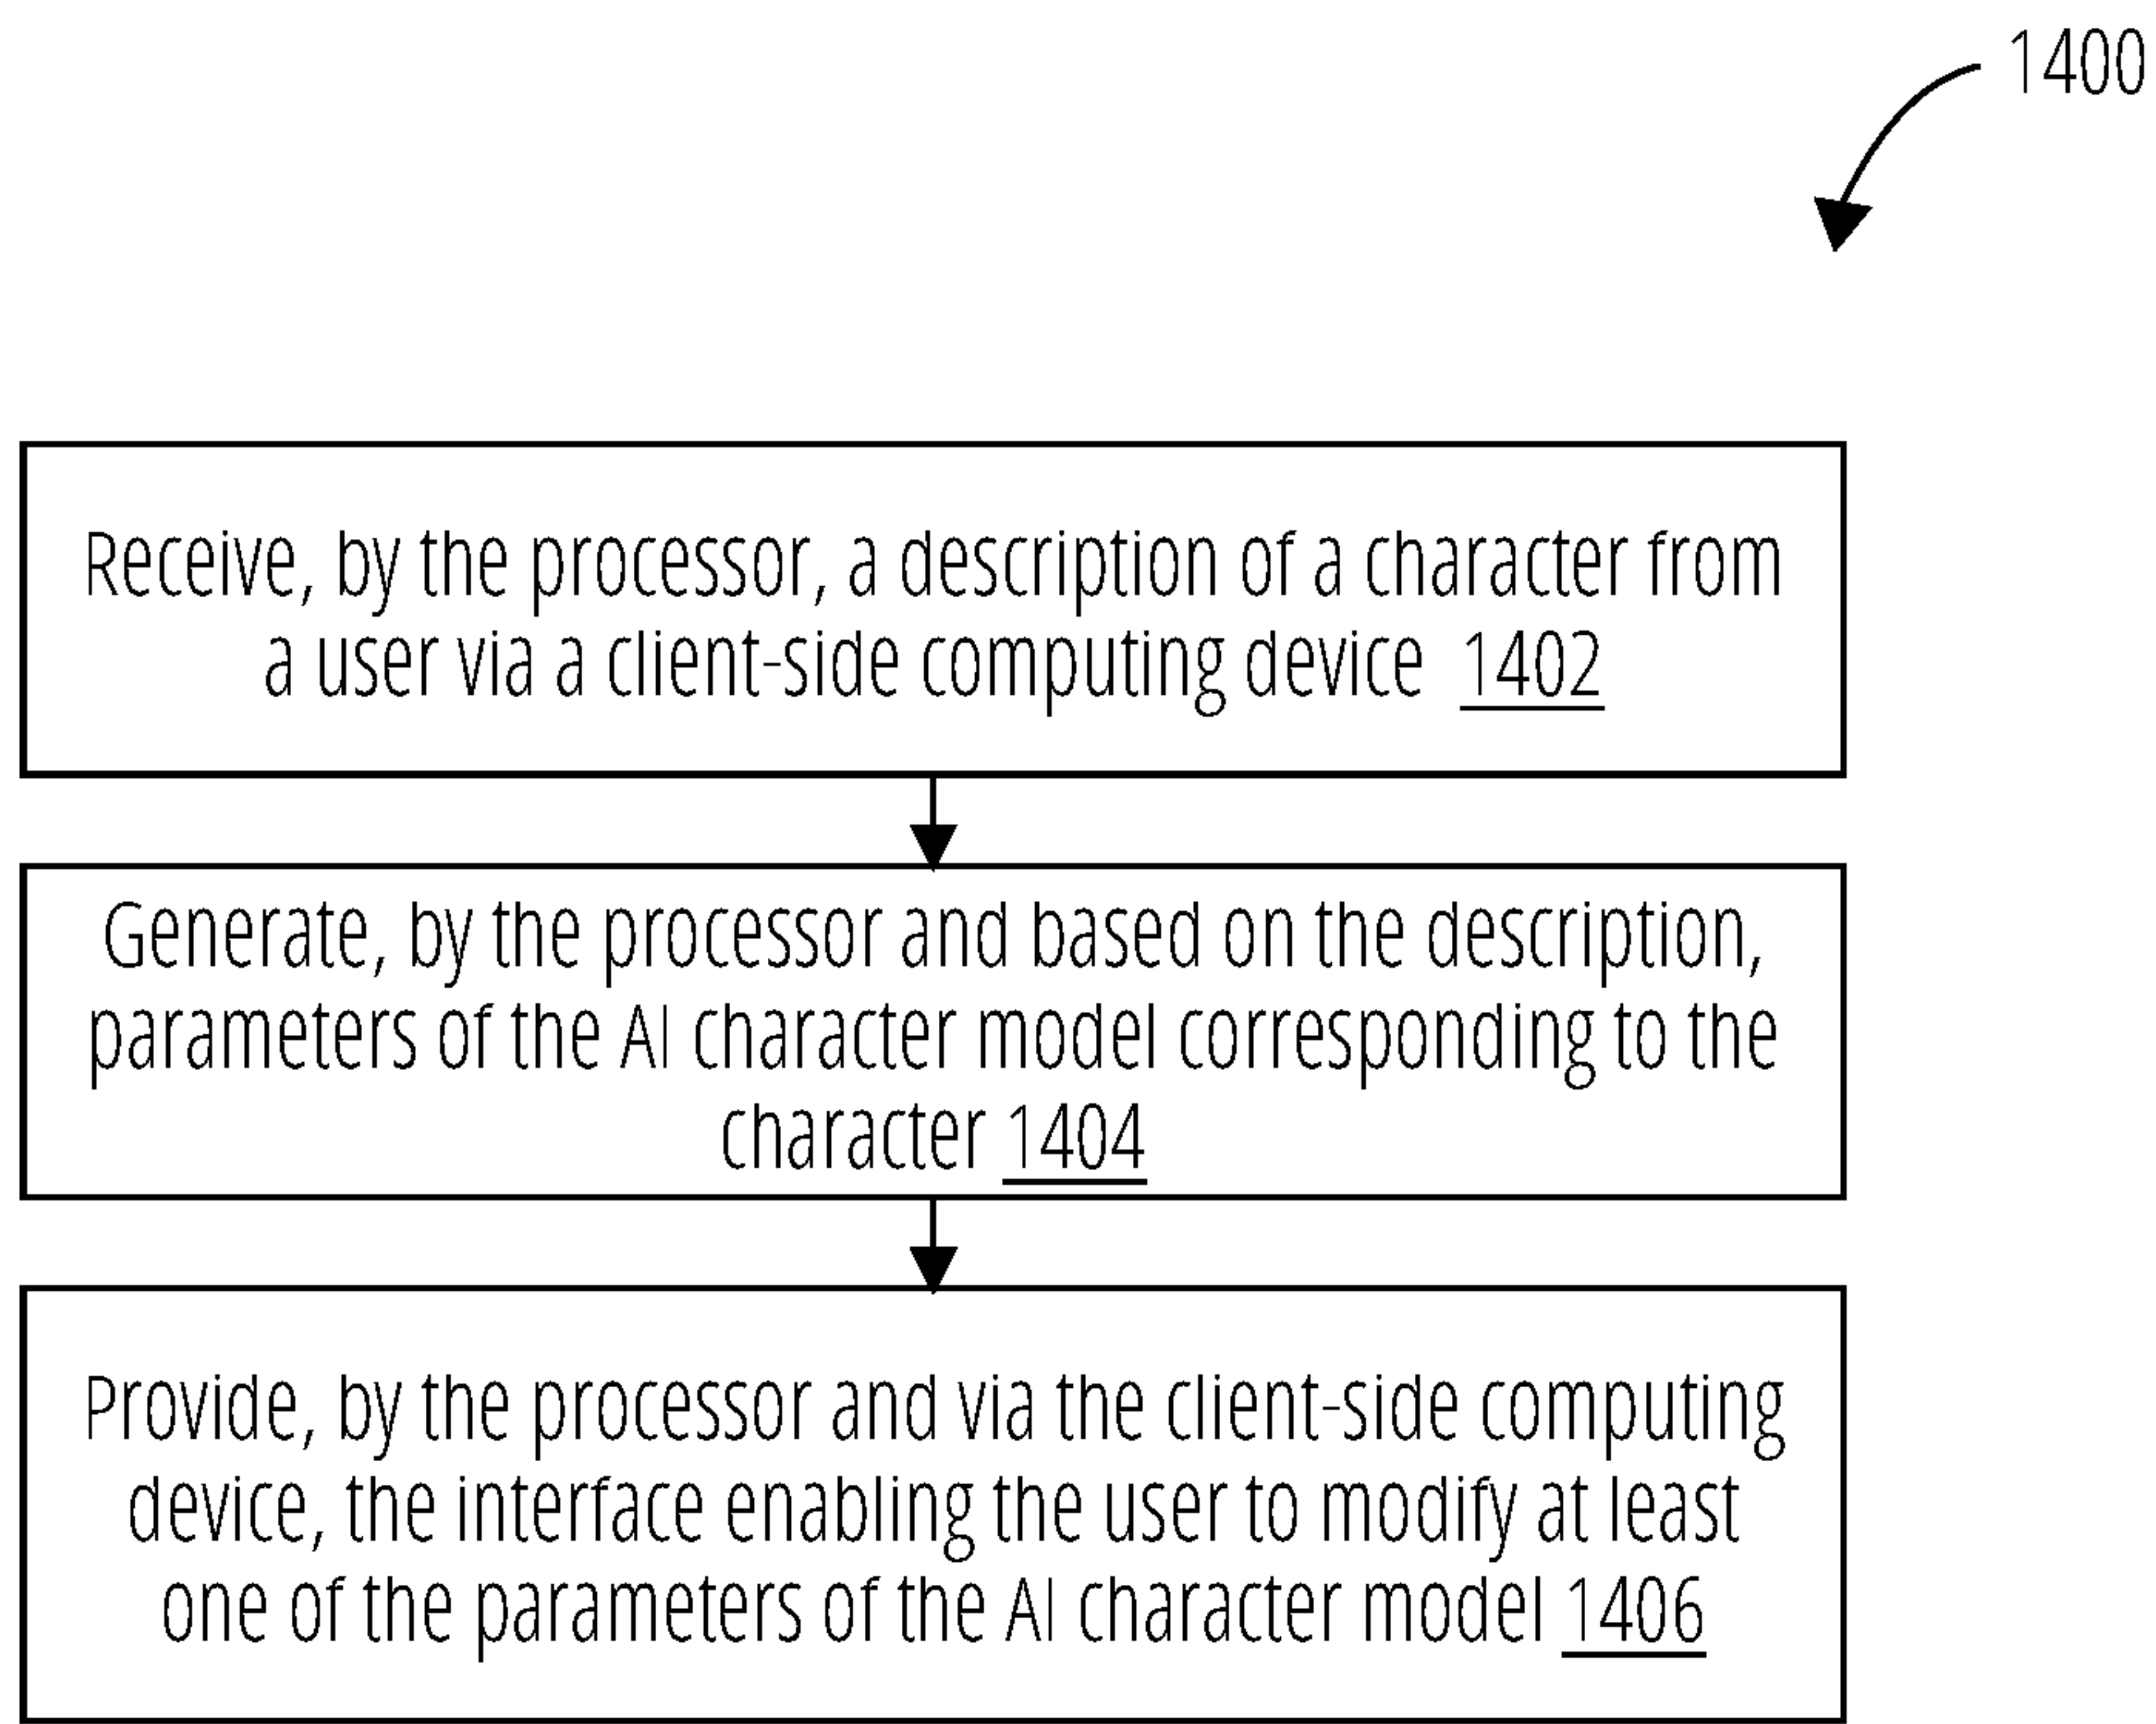 1400
Receive, by the processor, a description of a character from
a user via a client-side computing device 1402
Generate, by the processor and based on the description,
parameters of the AI character model corresponding to the
character 1404
Provide, by the processor and via the client-side computing
device, the interface enabling the user to modify at least
one of the parameters of the AI character model 1406